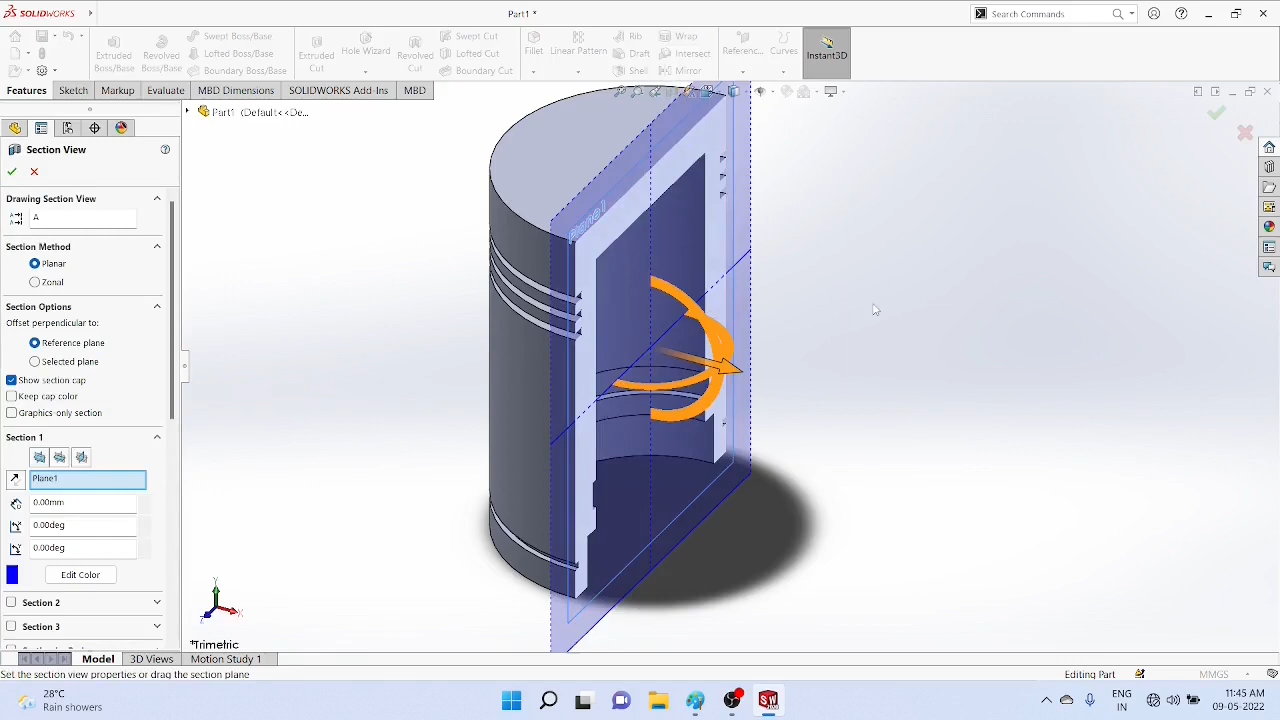 SOLIDWORKS
Part1 *
Search Commands
Extruded Boss/Base
Revolved Boss/Base
Swept Boss/Base
Lofted Boss/Base
Boundary Boss/Base
Extruded Cut
Hole Wizard
Revolved Cut
Swept Cut
Lofted Cut
Boundary Cut
Fillet
Linear Pattern
Rib
Draft
Shell
Wrap
Intersect
Mirror
Referenc...
Curves
Instant3D
Features
Sketch
Markup
Evaluate
MBD Dimensions
SOLIDWORKS Add-Ins
MBD
Part1 (Default<<De...
Section View
Drawing Section View
A
Section Method
Planar
Zonal
Section Options
Offset perpendicular to:
Reference plane
Selected plane
Show section cap
Keep cap color
Graphics-only section
Section 1
Plane1
0.00mm
0.00deg
0.00deg
Edit Color
Section 2
Section 3
Plane1
Y
X
Z
*Trimetric
Model
3D Views
Motion Study 1
Set the section view properties or drag the section plane
Editing Part
MMGS
28°C
Rain showers
ENG
IN
11:45 AM
09-05-2022